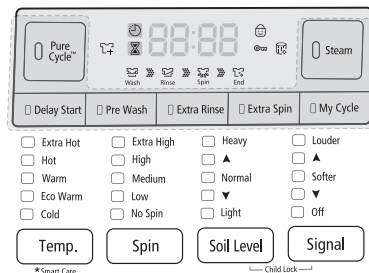 Pure
Cycle™
88:88
Steam
Wash Rinse Spin End
Delay Start Pre Wash Extra Rinse Extra Spin My Cycle
Extra Hot Extra High Heavy Louder
Hot High ▲ ▲
Warm Medium Normal Softer
Eco Warm Low ▼ ▼
Cold No Spin Light Off
Temp. Spin Soil Level Signal
*Smart Care Child Lock